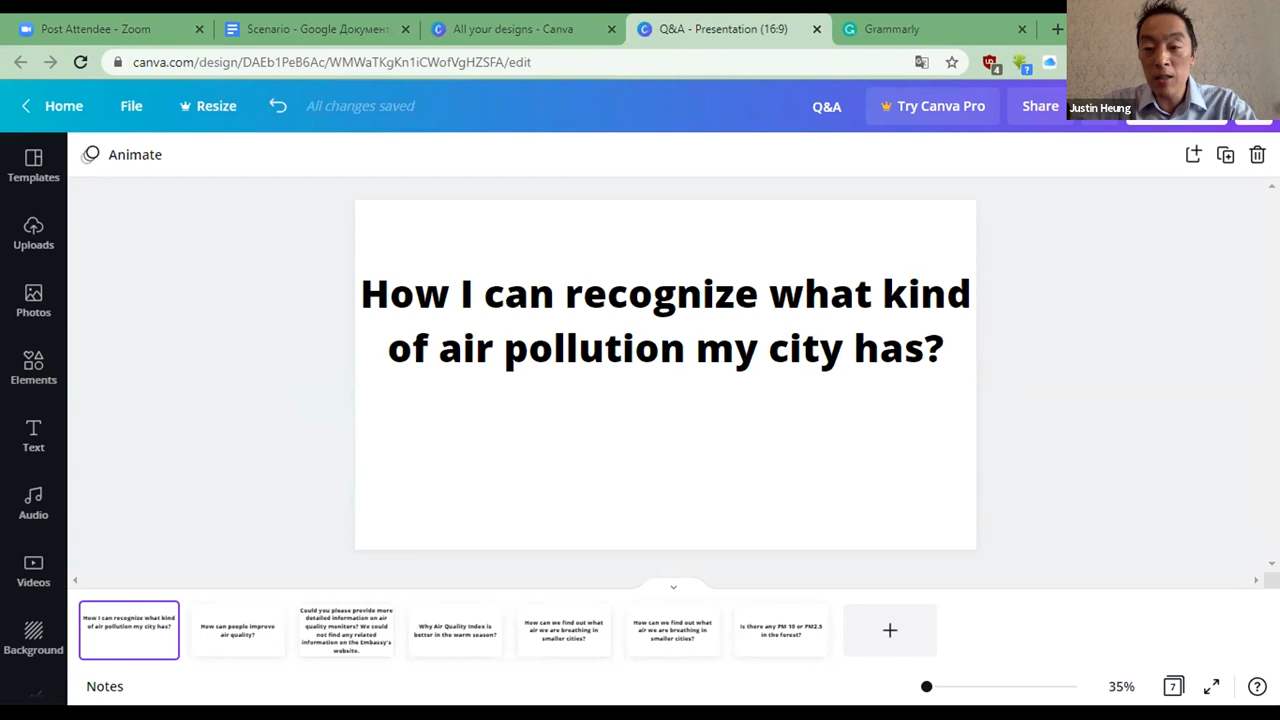 Post Attendee - Zoom
Scenario - Google Документ
All your designs - Canva
Q&A - Presentation (16:9)
Grammarly
canva.com/design/DAEb1PeB6Ac/WMWaTKgKn1iCWofVgHZSFA/edit
4
?
Justin Heung
Home
File
Resize
All changes saved
Q&A
Try Canva Pro
Share
Templates
Uploads
Photos
Elements
Text
Audio
Videos
Background
Animate
How I can recognize what kind
of air pollution my city has?
How I can recognize what kind
of air pollution my city has?
How can people improve
air quality?
Could you please provide more
detailed information on air
quality monitors? We could
not find any related
information on the Embassy's
website.
Why Air Quality Index is
better in the warm season?
How can we find out what
air we are breathing in
smaller cities?
How can we find out what
air we are breathing in
smaller cities?
Is there any PM 10 or PM2.5
in the forest?
Notes
35%
7
?